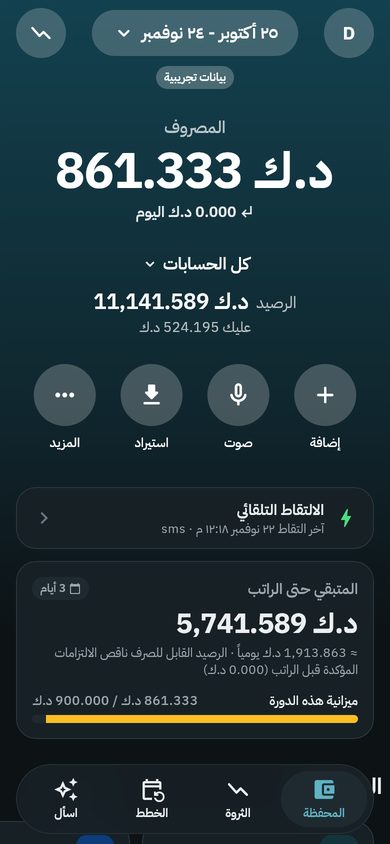 D
٢٥ أكتوبر - ٢٤ نوفمبر
بيانات تجريبية
المصروف
د.ك 861.333
↵ 0.000 د.ك اليوم
كل الحسابات
الرصيد د.ك 11,141.589
عليك 524.195 د.ك
إضافة
صوت
استيراد
المزيد
الالتقاط التلقائي
آخر التقاط ٢٢ نوفمبر ١٢:١٨ م · sms
المتبقي حتى الراتب
3 أيام
د.ك 5,741.589
≈ 1,913.863 د.ك يومياً · الرصيد القابل للصرف ناقص الالتزامات
المؤكدة قبل الراتب (0.000 د.ك)
ميزانية هذه الدورة
861.333 د.ك / 900.000 د.ك
المحفظة
الثروة
الخطط
اسأل